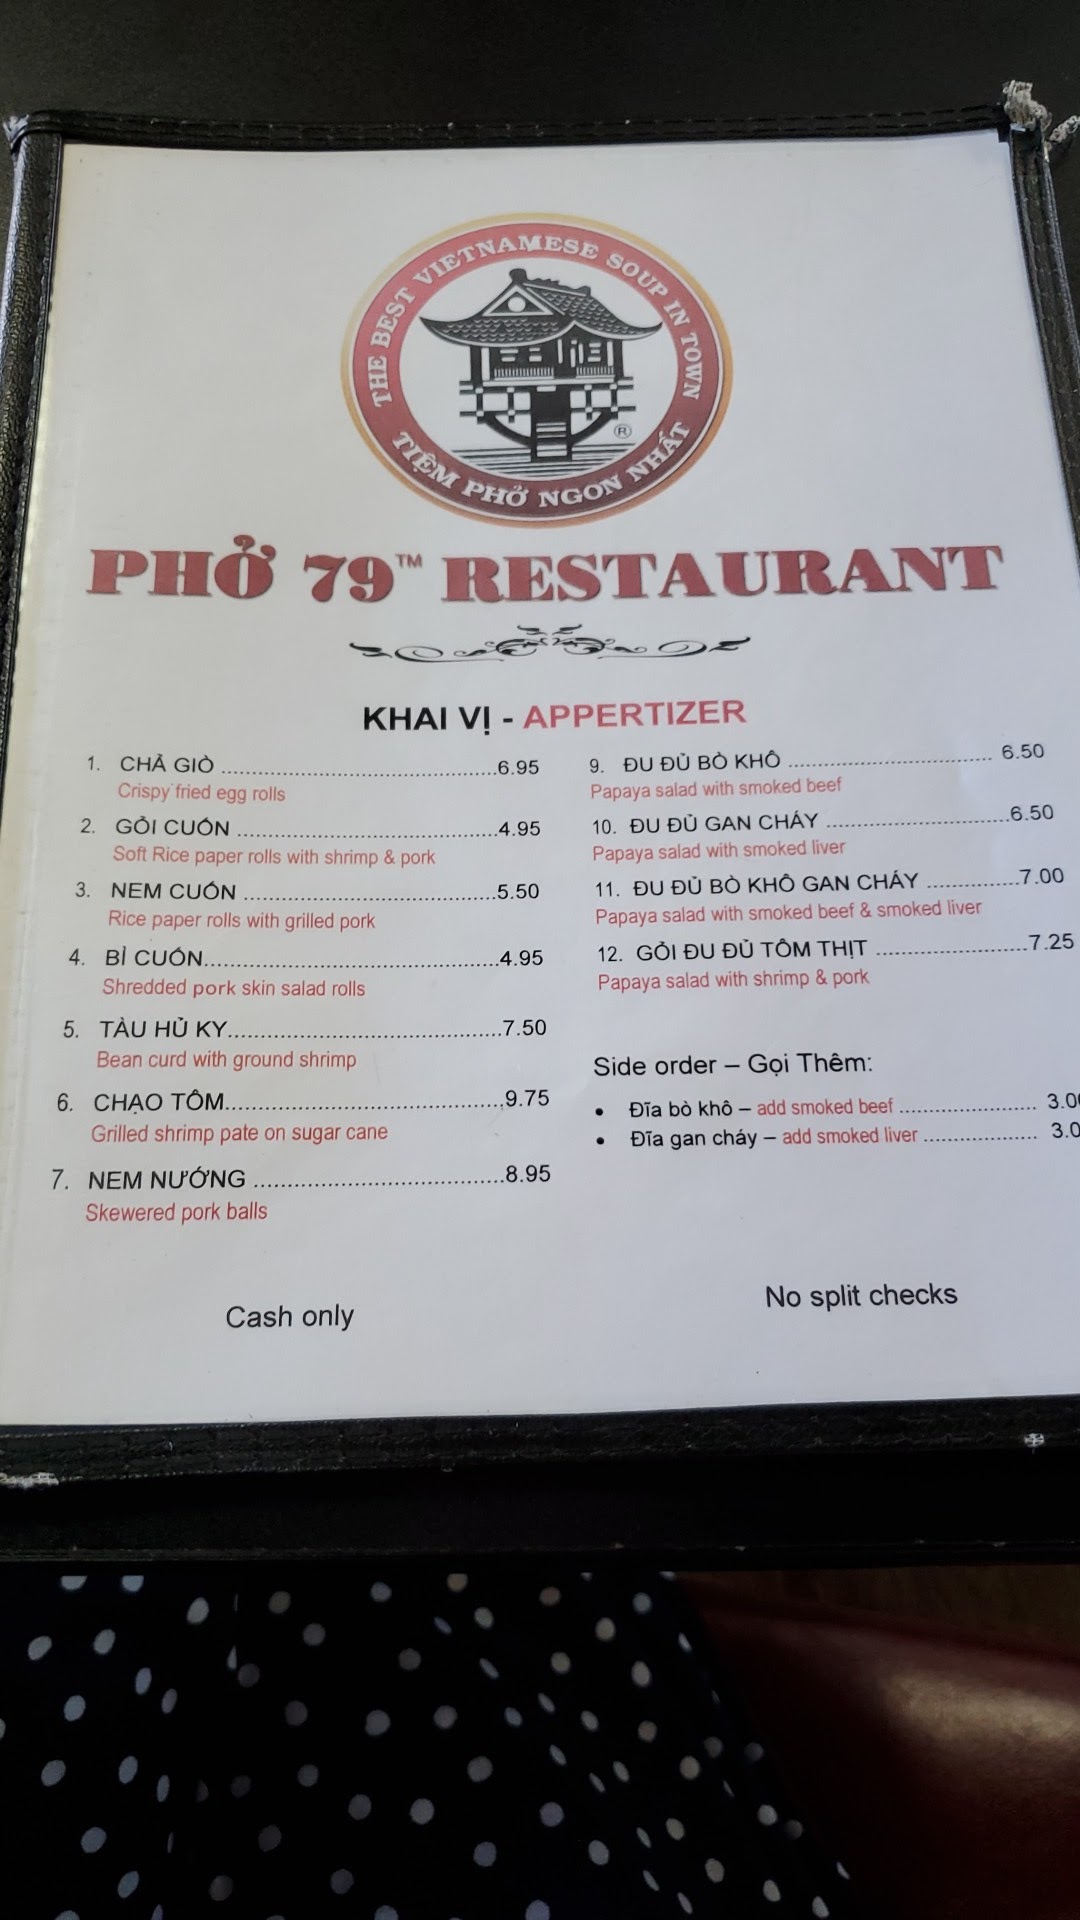 THE BEST VIETNAMESE SOUP IN TOWN
®
TIỆM PHỞ NGON NHẤT
PHỞ 79™ RESTAURANT
KHAI VỊ - APPERTIZER
1. CHẢ GIÒ ........................................6.95
Crispy fried egg rolls
2. GỎI CUỐN ........................................4.95
Soft Rice paper rolls with shrimp & pork
3. NEM CUỐN ........................................5.50
Rice paper rolls with grilled pork
4. BÌ CUỐN........................................4.95
Shredded pork skin salad rolls
5. TÀU HỦ KY........................................7.50
Bean curd with ground shrimp
6. CHẠO TÔM........................................9.75
Grilled shrimp pate on sugar cane
7. NEM NƯỚNG ........................................8.95
Skewered pork balls
9. ĐU ĐỦ BÒ KHÔ ................................ 6.50
Papaya salad with smoked beef
10. ĐU ĐỦ GAN CHÁY ............................6.50
Papaya salad with smoked liver
11. ĐU ĐỦ BÒ KHÔ GAN CHÁY ..............7.00
Papaya salad with smoked beef & smoked liver
12. GỎI ĐU ĐỦ TÔM THỊT .......................7.25
Papaya salad with shrimp & pork
Side order – Gọi Thêm:
• Đĩa bò khô – add smoked beef ...................... 3.00
• Đĩa gan cháy – add smoked liver .................. 3.0
Cash only
No split checks